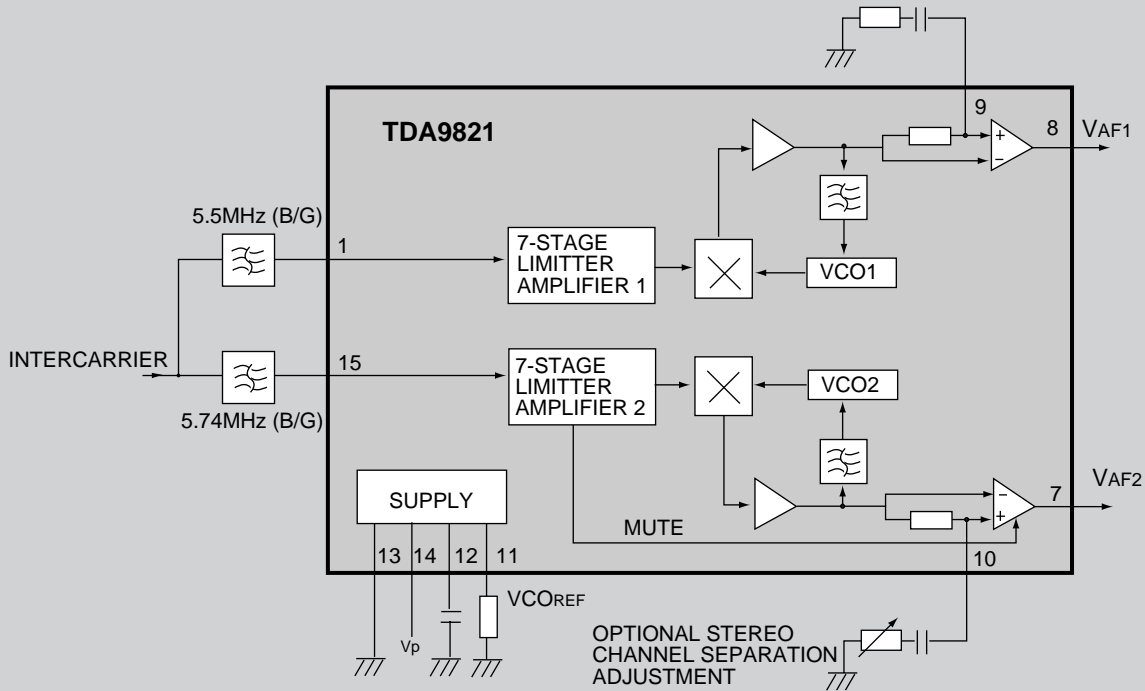 9
TDA9821
+
8
VAF1
−
5.5MHz (B/G)
1
7-STAGE
LIMITTER
AMPLIFIER 1
VCO1
INTERCARRIER
15
7-STAGE
LIMITTER
AMPLIFIER 2
VCO2
5.74MHz (B/G)
SUPPLY
−
+
7
VAF2
MUTE
13
14
12
11
10
VCOREF
Vp
OPTIONAL STEREO
CHANNEL SEPARATION
ADJUSTMENT